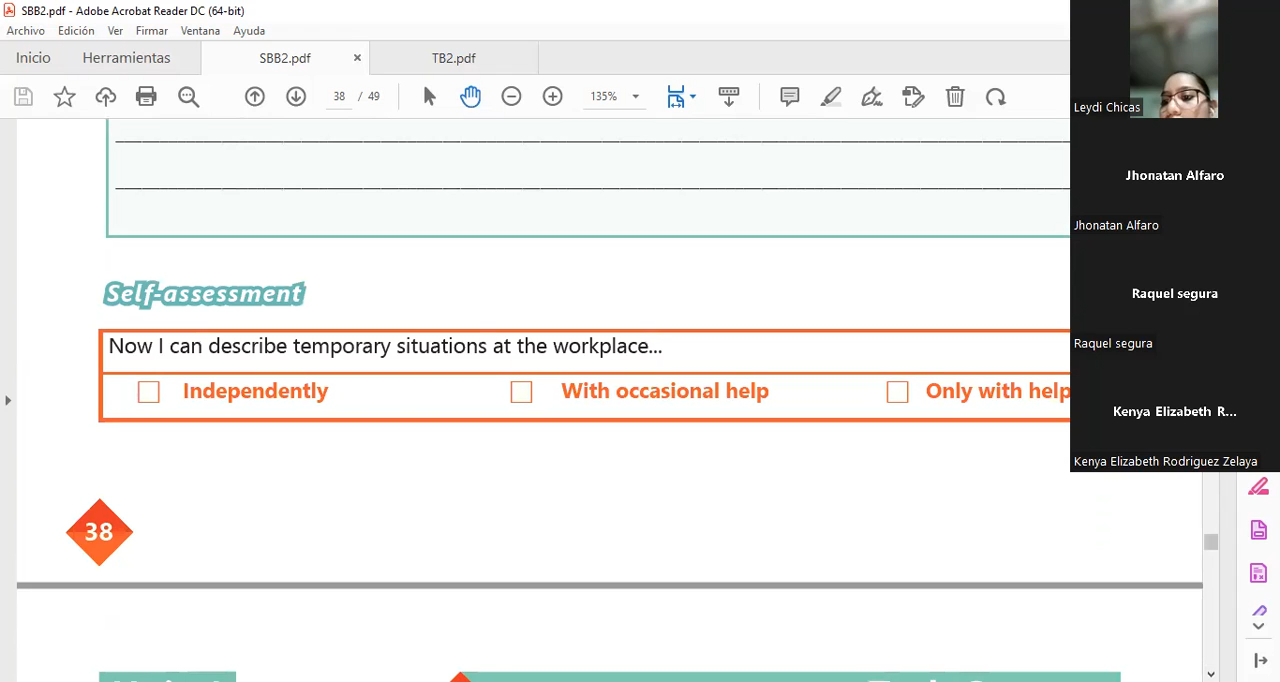 SBB2.pdf - Adobe Acrobat Reader DC (64-bit)
Archivo Edición Ver Firmar Ventana Ayuda
Inicio Herramientas SBB2.pdf × TB2.pdf
38 / 49 135%
Self-assessment
Now I can describe temporary situations at the workplace...
Independently With occasional help Only with help
38
Leydi Chicas
Jhonatan Alfaro
Jhonatan Alfaro
Raquel segura
Raquel segura
Kenya Elizabeth R...
Kenya Elizabeth Rodriguez Zelaya